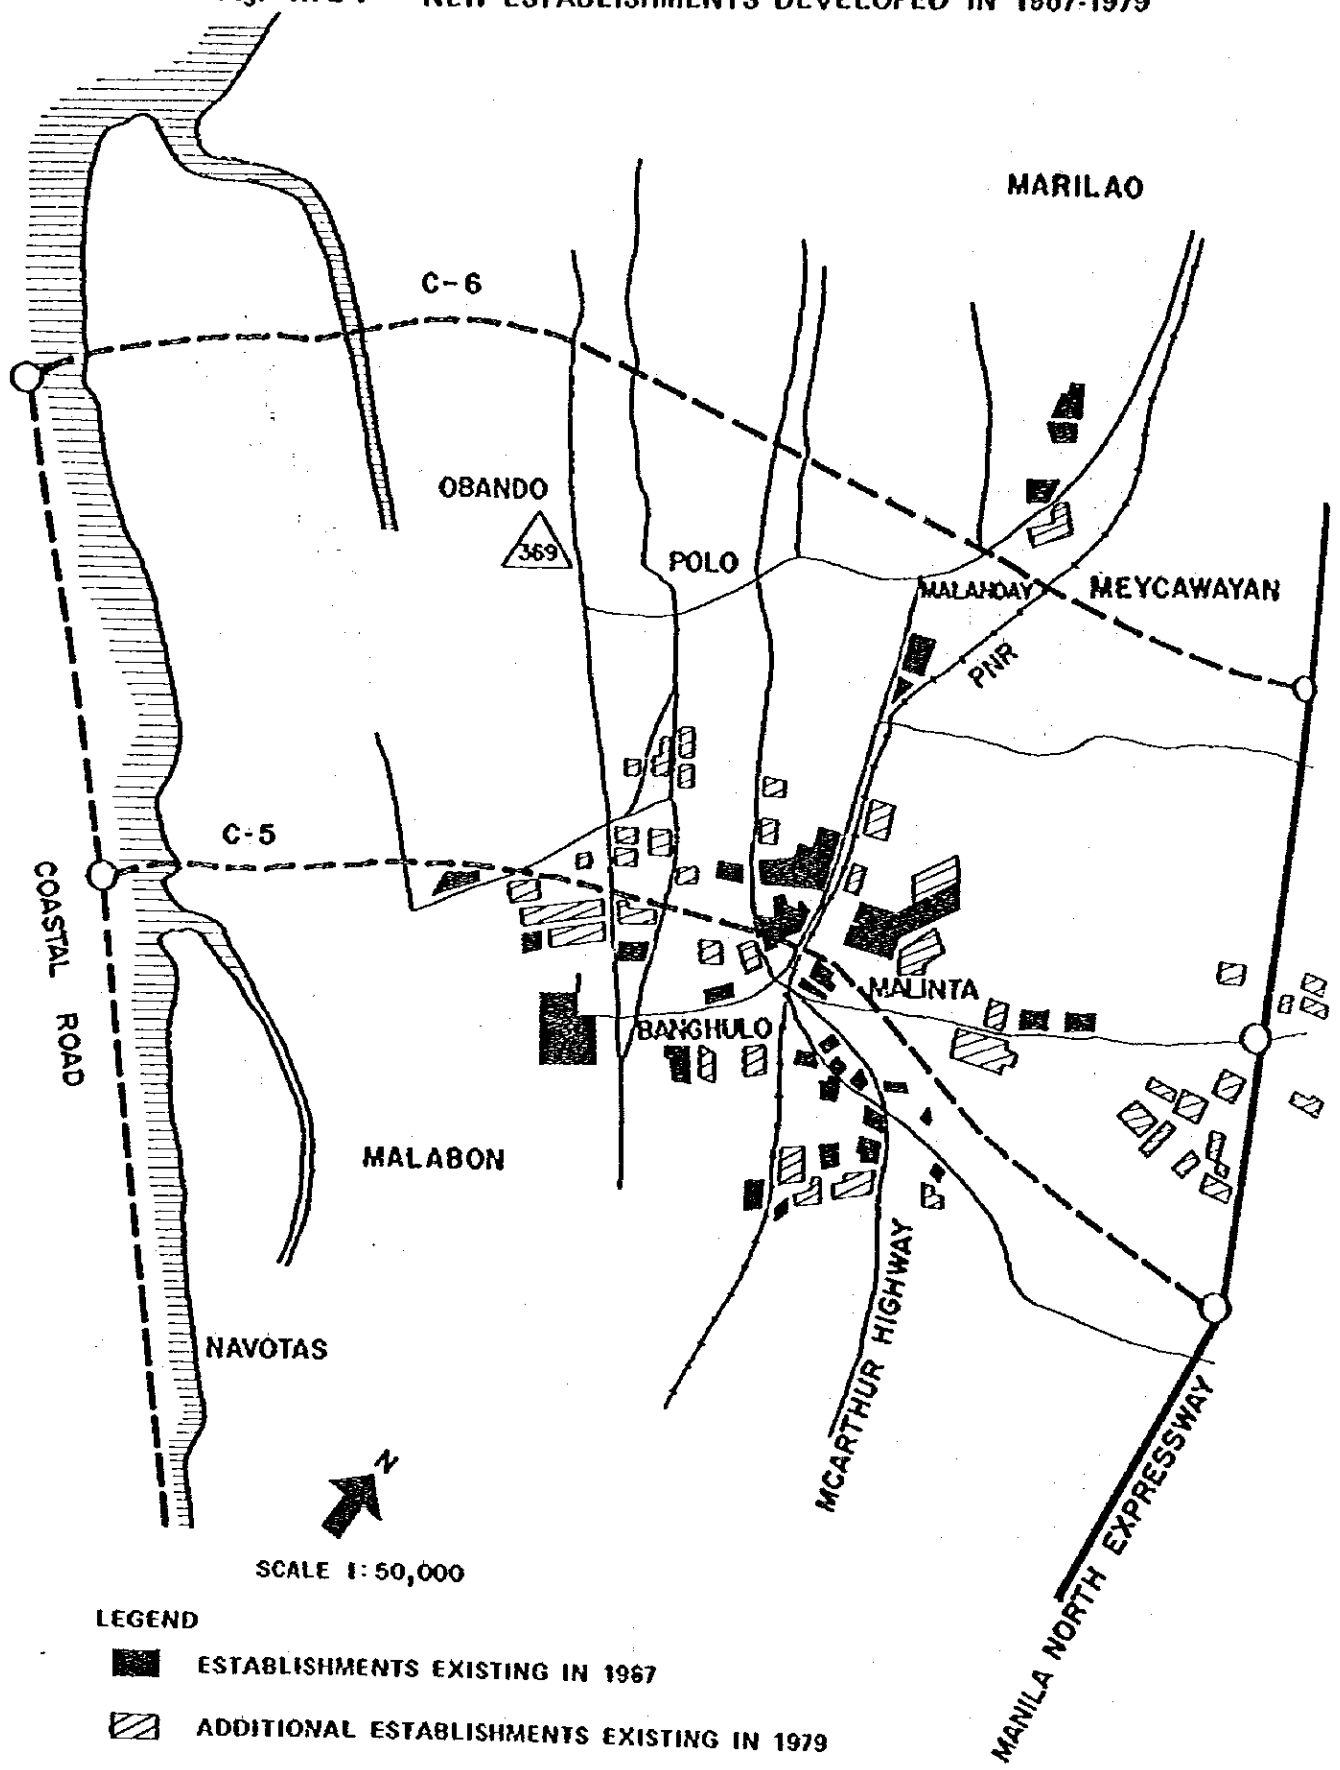 NEW ESTABLISHMENTS DEVELOPED IN 1967-1979
MARILAO
C-6
OBANDO
369
POLO
MALANDAY
MEYCAWAYAN
PNR
C-5
COASTAL ROAD
MALINTA
BANGHULO
MALABON
NAVOTAS
MCARTHUR HIGHWAY
MANILA NORTH EXPRESSWAY
N
SCALE 1:50,000
LEGEND
ESTABLISHMENTS EXISTING IN 1967
ADDITIONAL ESTABLISHMENTS EXISTING IN 1979